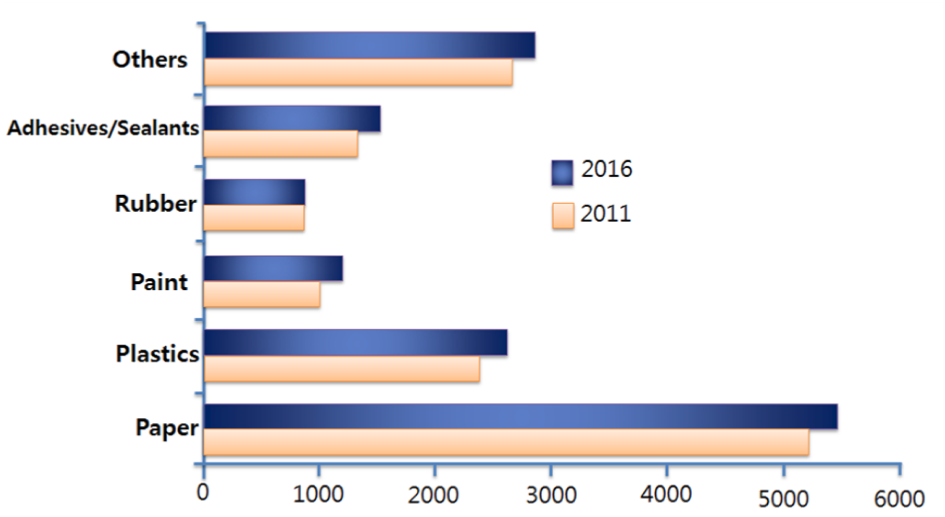 Others
Adhesives/Sealants
Rubber
Paint
Plastics
Paper
2016
2011
0 1000 2000 3000 4000 5000 6000